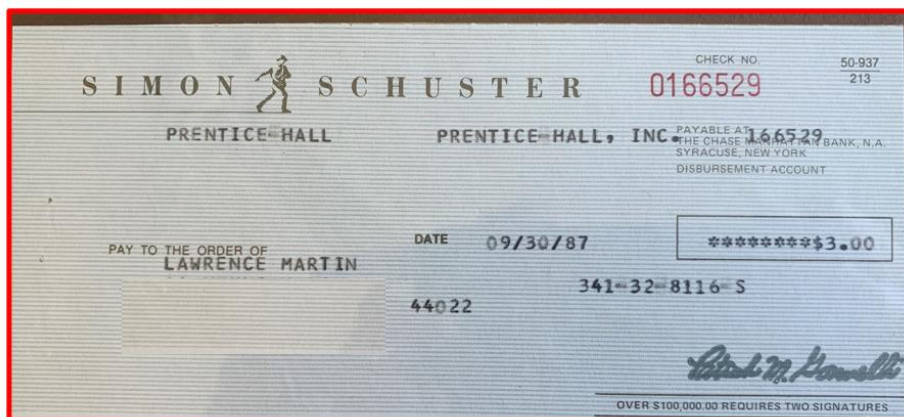 CHECK NO.
50-937
213
SIMON SCHUSTER 0166529
PRENTICE-HALL PRENTICE-HALL, INC. 166529
PAYABLE AT
THE CHASE MANHATTAN BANK, N.A.
SYRACUSE, NEW YORK
DISBURSEMENT ACCOUNT
DATE 09/30/87 ********$3.00
PAY TO THE ORDER OF
LAWRENCE MARTIN
341-32-8116-S
44022
OVER $100,000.00 REQUIRES TWO SIGNATURES